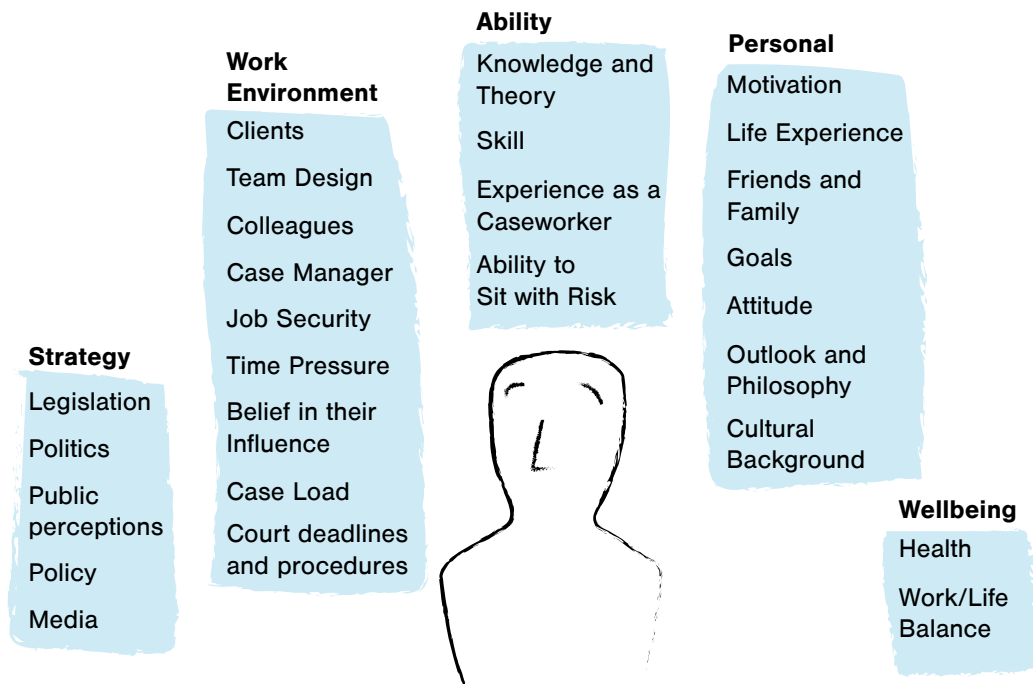 Strategy
Legislation
Politics
Public
perceptions
Policy
Media
Work
Environment
Clients
Team Design
Colleagues
Case Manager
Job Security
Time Pressure
Belief in their
Influence
Case Load
Court deadlines
and procedures
Ability
Knowledge and
Theory
Skill
Experience as a
Caseworker
Ability to
Sit with Risk
Personal
Motivation
Life Experience
Friends and
Family
Goals
Attitude
Outlook and
Philosophy
Cultural
Background
Wellbeing
Health
Work/Life
Balance